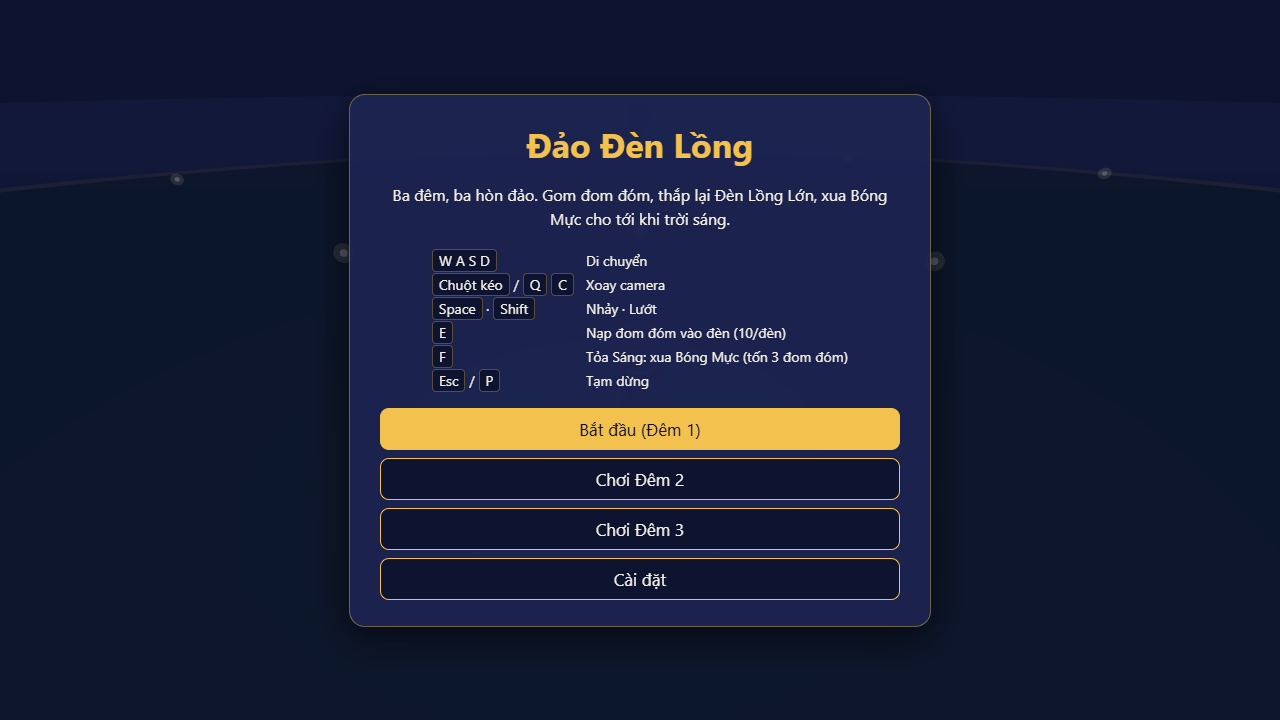 Đảo Đèn Lồng
Ba đêm, ba hòn đảo. Gom đom đóm, thắp lại Đèn Lồng Lớn, xua Bóng
Mực cho tới khi trời sáng.
W A S D Di chuyển
Chuột kéo / Q C Xoay camera
Space · Shift Nhảy · Lướt
E Nạp đom đóm vào đèn (10/đèn)
F Tỏa Sáng: xua Bóng Mực (tốn 3 đom đóm)
Esc / P Tạm dừng
Bắt đầu (Đêm 1)
Chơi Đêm 2
Chơi Đêm 3
Cài đặt